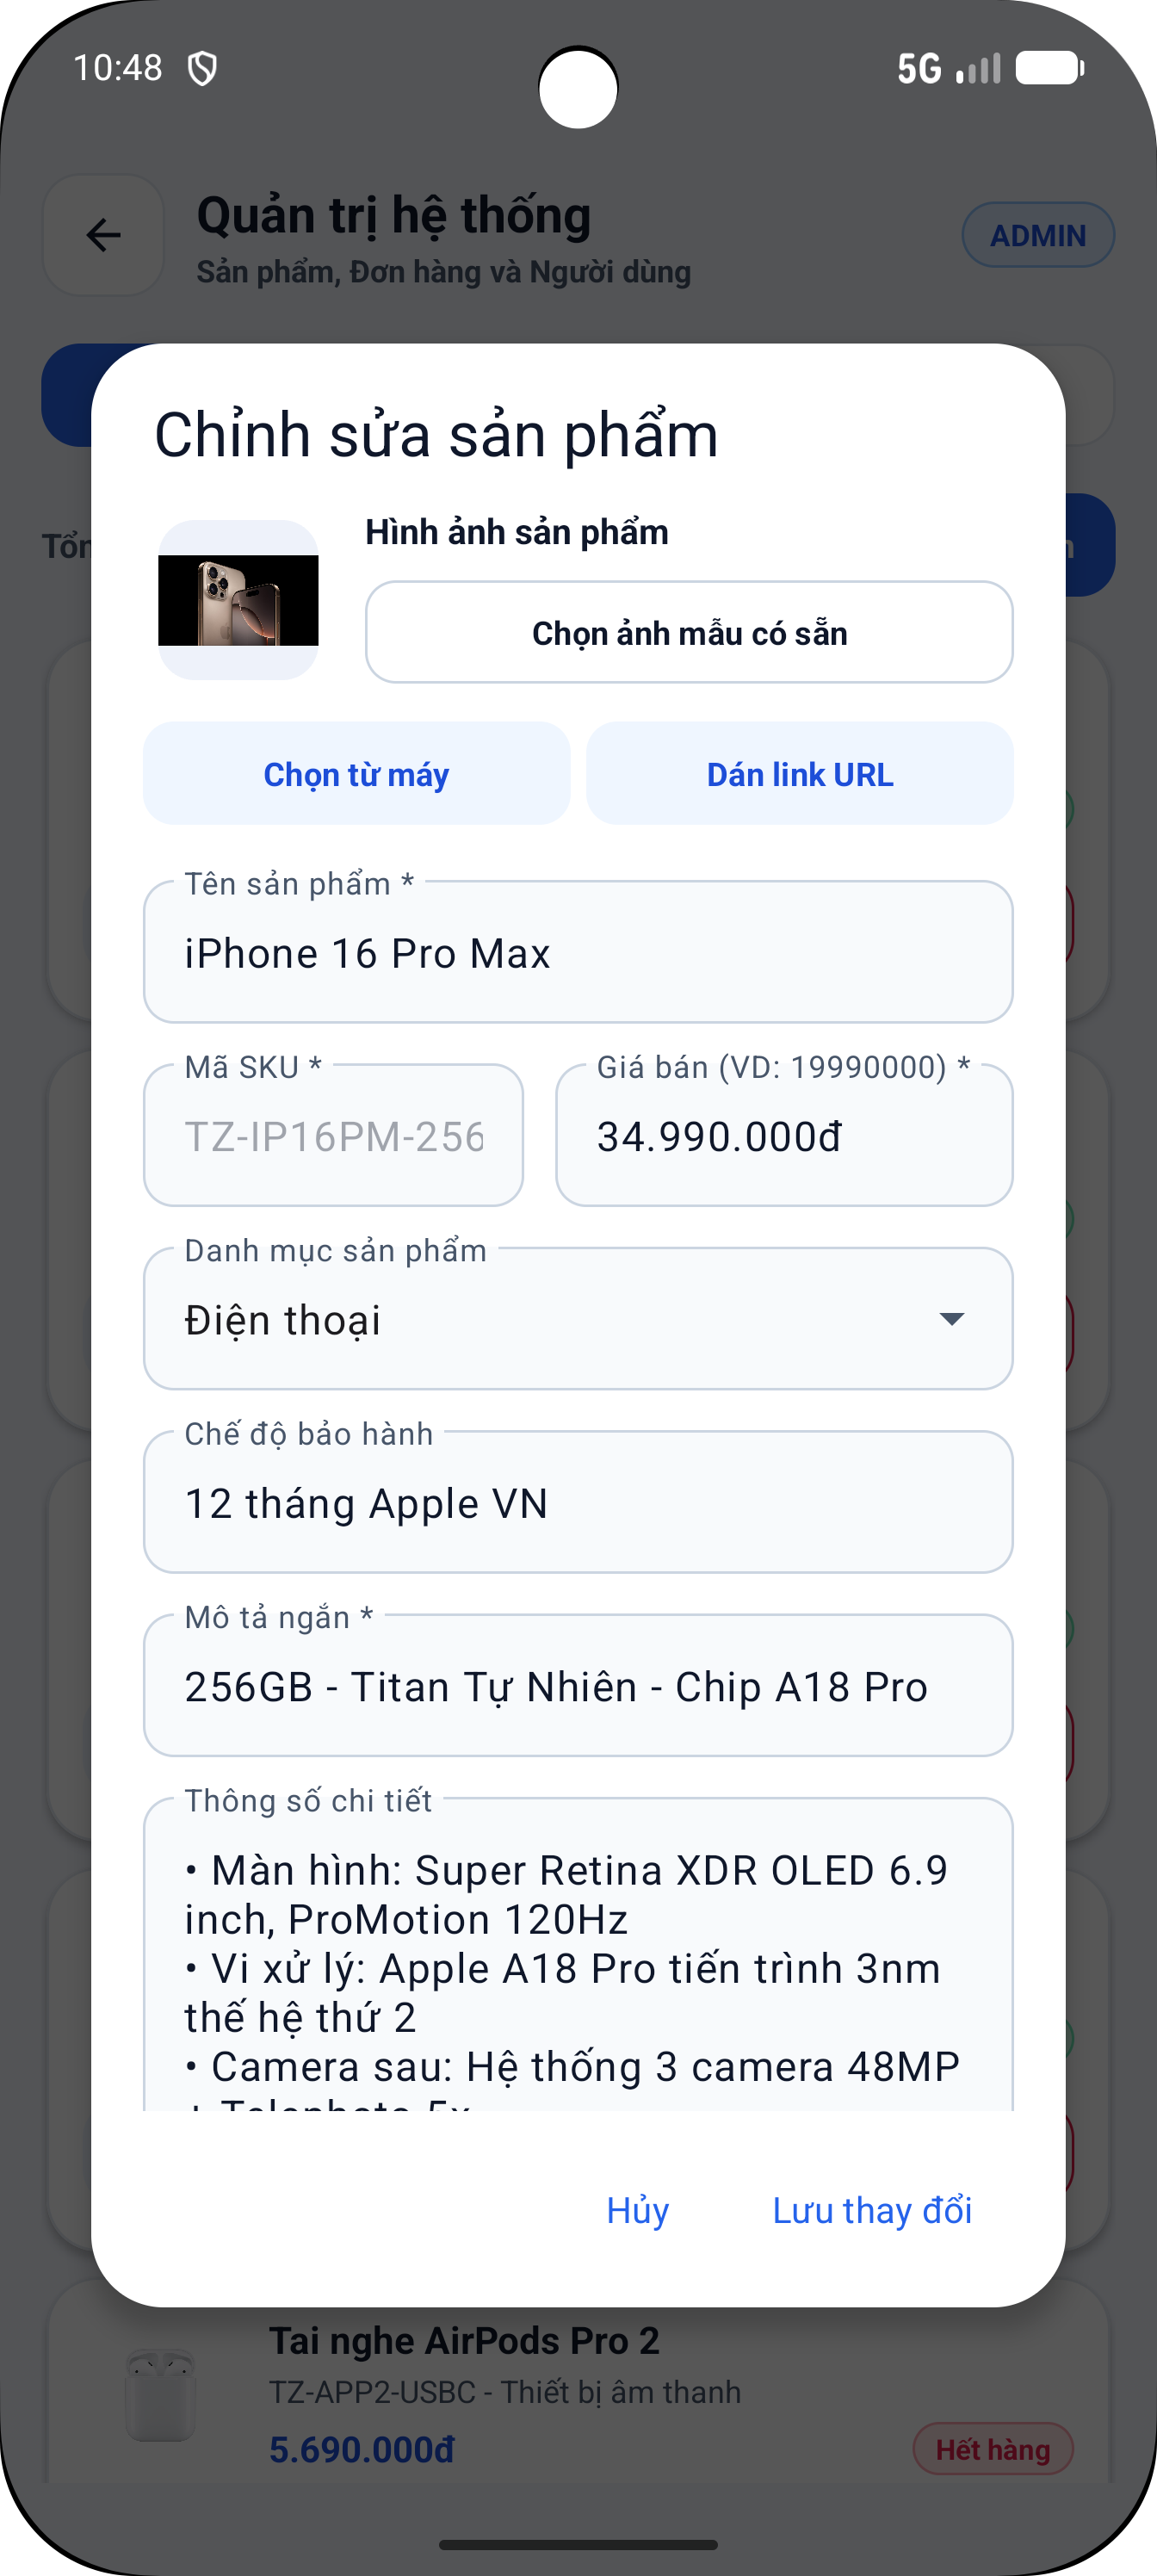 10:48
5G
Quản trị hệ thống
Sản phẩm, Đơn hàng và Người dùng
ADMIN
Chỉnh sửa sản phẩm
Hình ảnh sản phẩm
Chọn ảnh mẫu có sẵn
Chọn từ máy
Dán link URL
Tên sản phẩm *
iPhone 16 Pro Max
Mã SKU *
TZ-IP16PM-256
Giá bán (VD: 19990000) *
34.990.000đ
Danh mục sản phẩm
Điện thoại
Chế độ bảo hành
12 tháng Apple VN
Mô tả ngắn *
256GB - Titan Tự Nhiên - Chip A18 Pro
Thông số chi tiết
• Màn hình: Super Retina XDR OLED 6.9
inch, ProMotion 120Hz
• Vi xử lý: Apple A18 Pro tiến trình 3nm
thế hệ thứ 2
• Camera sau: Hệ thống 3 camera 48MP
+ Telephoto 5x
Hủy
Lưu thay đổi
Tai nghe AirPods Pro 2
TZ-APP2-USBC - Thiết bị âm thanh
5.690.000đ
Hết hàng